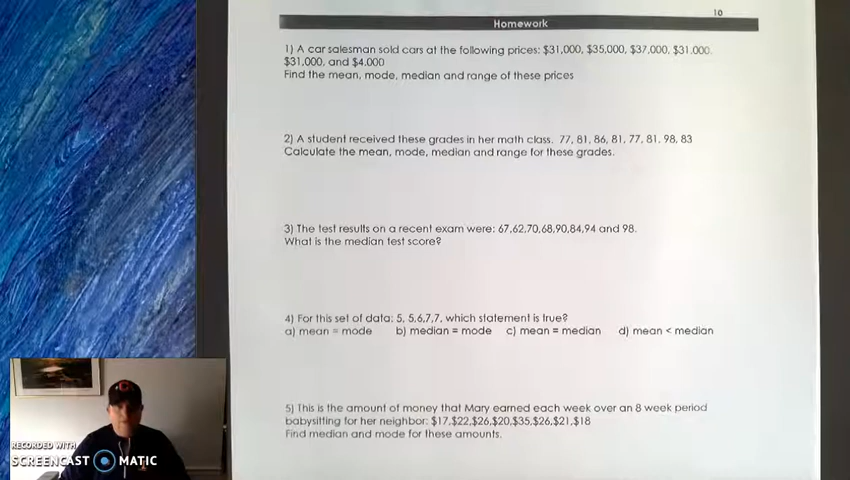 10
Homework
1) A car salesman sold cars at the following prices: $31,000, $35,000, $37,000, $31,000,
$31,000, and $4,000
Find the mean, mode, median and range of these prices
2) A student received these grades in her math class. 77, 81, 86, 81, 77, 81, 98, 83
Calculate the mean, mode, median and range for these grades.
3) The test results on a recent exam were: 67,62,70,68,90,84,94 and 98.
What is the median test score?
4) For this set of data: 5, 5,6,7,7, which statement is true?
a) mean = mode b) median = mode c) mean = median d) mean < median
5) This is the amount of money that Mary earned each week over an 8 week period
babysitting for her neighbor: $17,$22,$26,$20,$35,$26,$21,$18
Find median and mode for these amounts.
RECORDED WITH
SCREENCAST MATIC